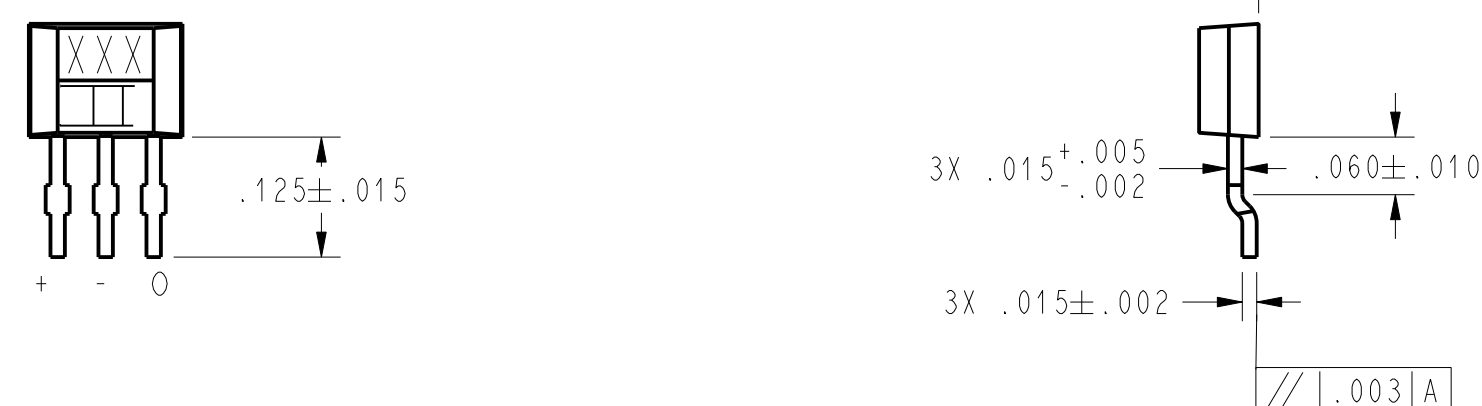 XXX
.125±.015
+ - O
3X .015 +.005
-.002
.060±.010
3X .015±.002
// .003 A